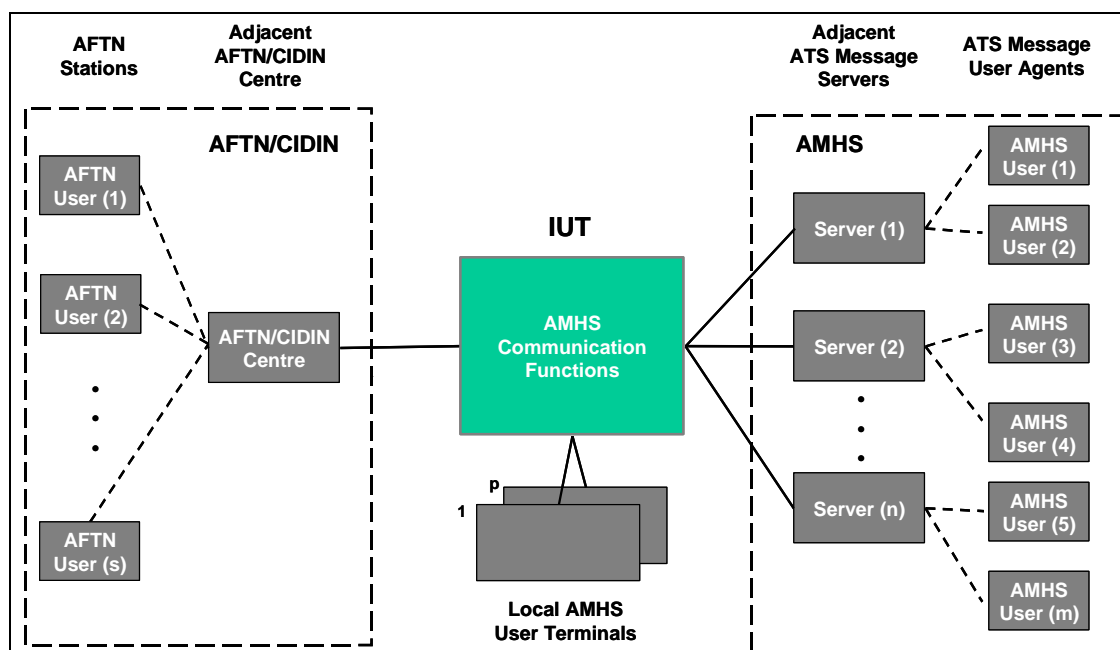 AFTN
Stations
Adjacent
AFTN/CIDIN
Centre
Adjacent
ATS Message
Servers
ATS Message
User Agents
AFTN/CIDIN
AFTN
User (1)
AFTN
User (2)
AFTN
User (s)
AFTN/CIDIN
Centre
IUT
AMHS
Communication
Functions
p
1
Local AMHS
User Terminals
AMHS
Server (1)
Server (2)
Server (n)
AMHS
User (1)
AMHS
User (2)
AMHS
User (3)
AMHS
User (4)
AMHS
User (5)
AMHS
User (m)